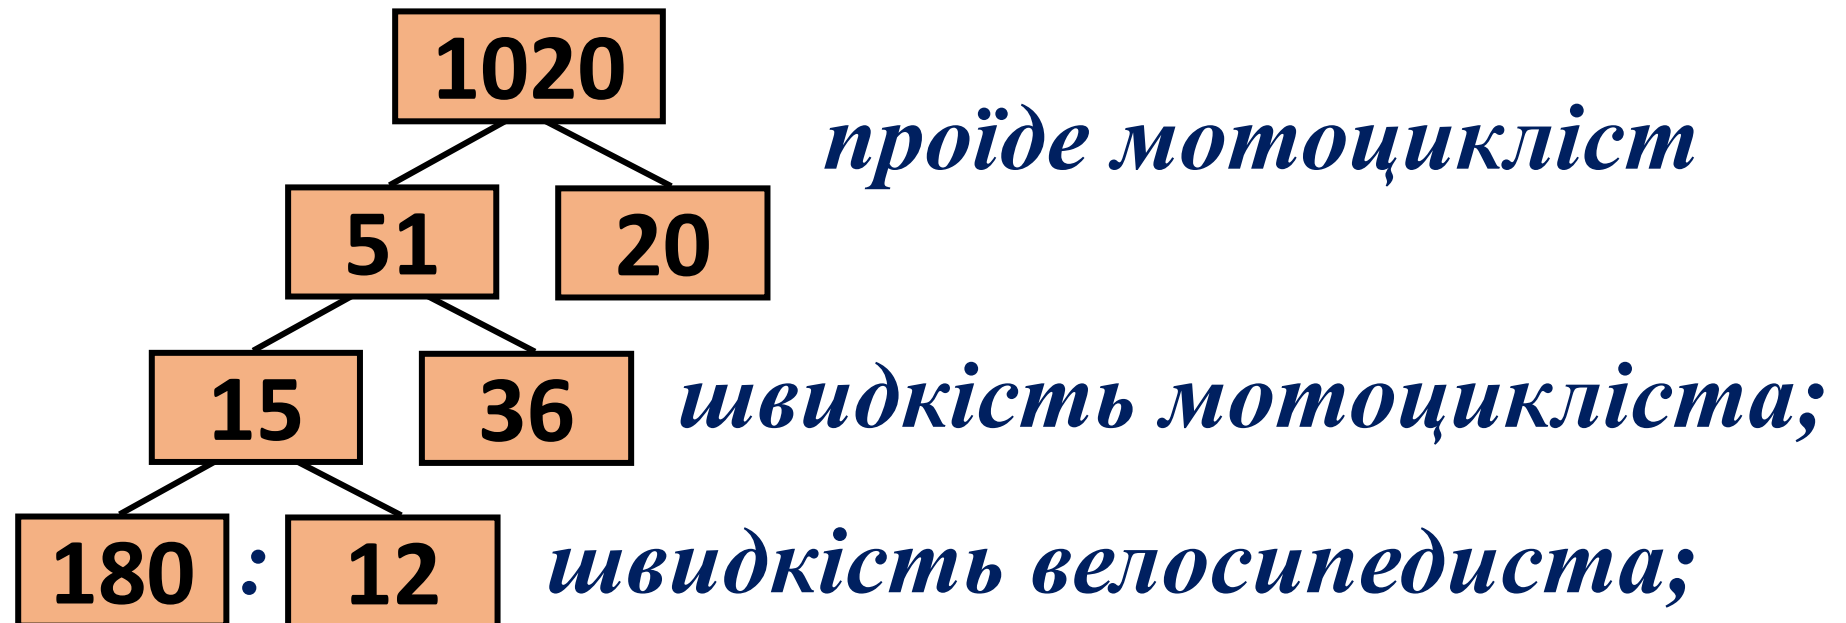 1020
проїде мотоцикліст
51 20
15 36 швидкість мотоцикліста;
180 : 12 швидкість велосипедиста;